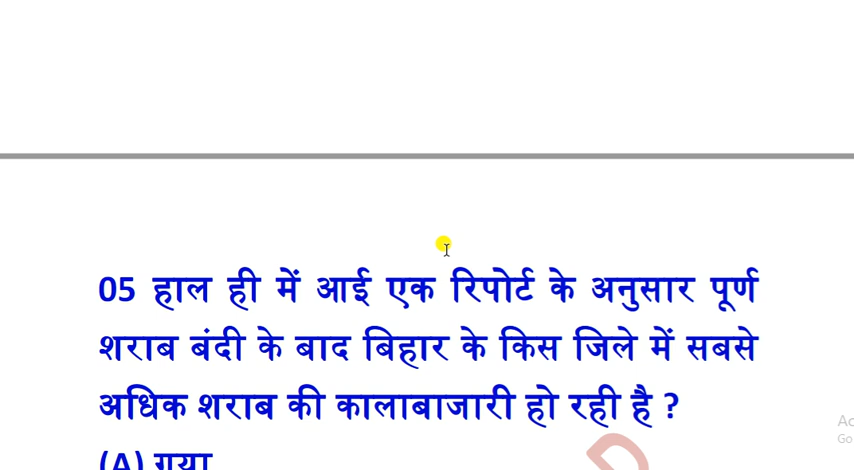 05 हाल ही में आई एक रिपोर्ट के अनुसार पूर्ण
शराब बंदी के बाद बिहार के किस जिले में सबसे
अधिक शराब की कालाबाजारी हो रही है ?
(A) गया